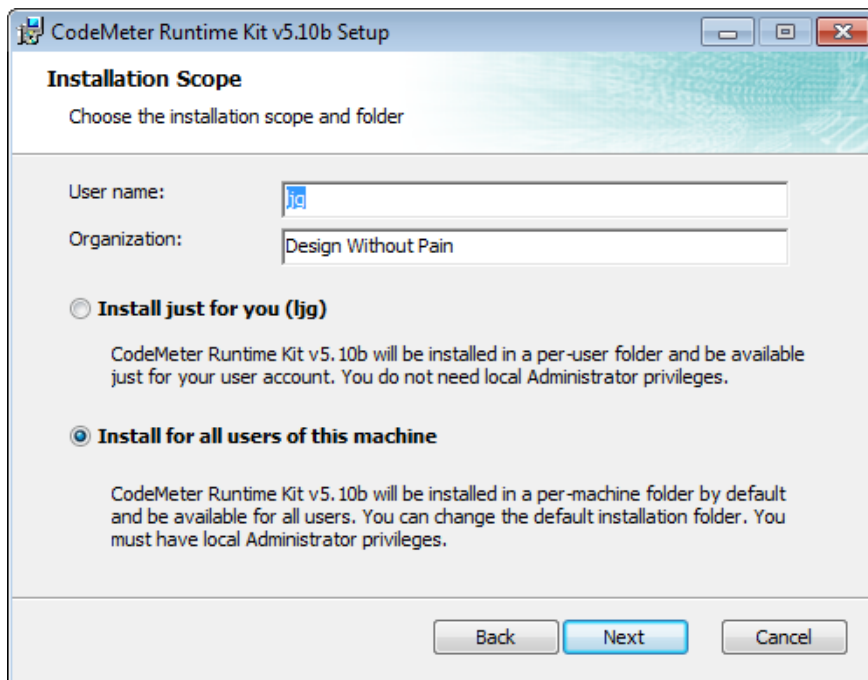 CodeMeter Runtime Kit v5.10b Setup
Installation Scope
Choose the installation scope and folder
User name:
ljg
Organization:
Design Without Pain
Install just for you (ljg)
CodeMeter Runtime Kit v5.10b will be installed in a per-user folder and be available
just for your user account. You do not need local Administrator privileges.
Install for all users of this machine
CodeMeter Runtime Kit v5.10b will be installed in a per-machine folder by default
and be available for all users. You can change the default installation folder. You
must have local Administrator privileges.
Back
Next
Cancel